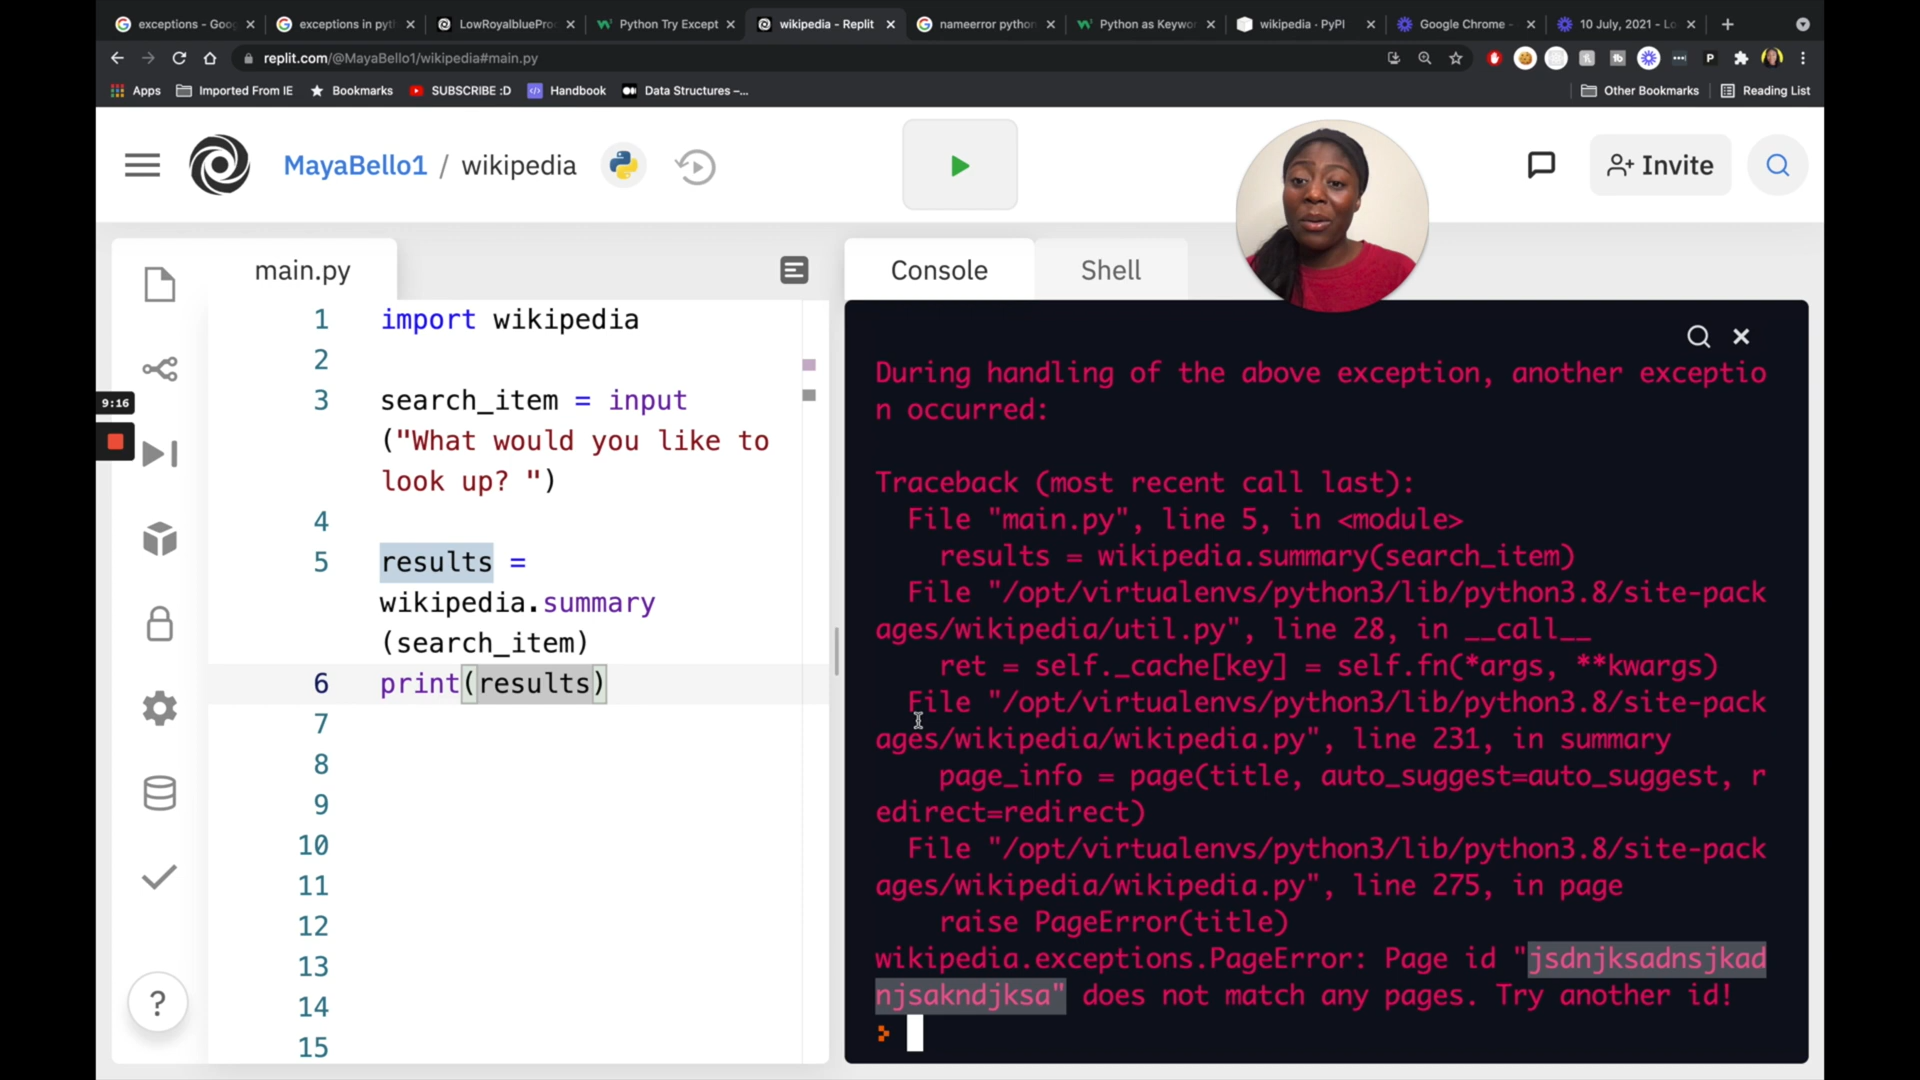 exceptions - Goo
exceptions in pyt
LowRoyalbluePro
Python Try Except
wikipedia - Replit
nameerror python
Python as Keywo
wikipedia · PyPI
Google Chrome -
10 July, 2021 - Lo
replit.com/@MayaBello1/wikipedia#main.py
Apps
Imported From IE
Bookmarks
SUBSCRIBE :D
Handbook
Data Structures –...
Other Bookmarks
Reading List
MayaBello1 / wikipedia
Invite
main.py
Console
Shell
9:16
1 import wikipedia
2
3 search_item = input
("What would you like to
look up? ")
4
5 results =
wikipedia.summary
(search_item)
6 print(results)
7
8
9
10
11
12
13
14
15
?
During handling of the above exception, another exceptio
n occurred:
Traceback (most recent call last):
File "main.py", line 5, in <module>
results = wikipedia.summary(search_item)
File "/opt/virtualenvs/python3/lib/python3.8/site-pack
ages/wikipedia/util.py", line 28, in __call__
ret = self._cache[key] = self.fn(*args, **kwargs)
File "/opt/virtualenvs/python3/lib/python3.8/site-pack
ages/wikipedia/wikipedia.py", line 231, in summary
page_info = page(title, auto_suggest=auto_suggest, r
edirect=redirect)
File "/opt/virtualenvs/python3/lib/python3.8/site-pack
ages/wikipedia/wikipedia.py", line 275, in page
raise PageError(title)
wikipedia.exceptions.PageError: Page id "jsdnjksadnsjkad
njsakndjksa" does not match any pages. Try another id!